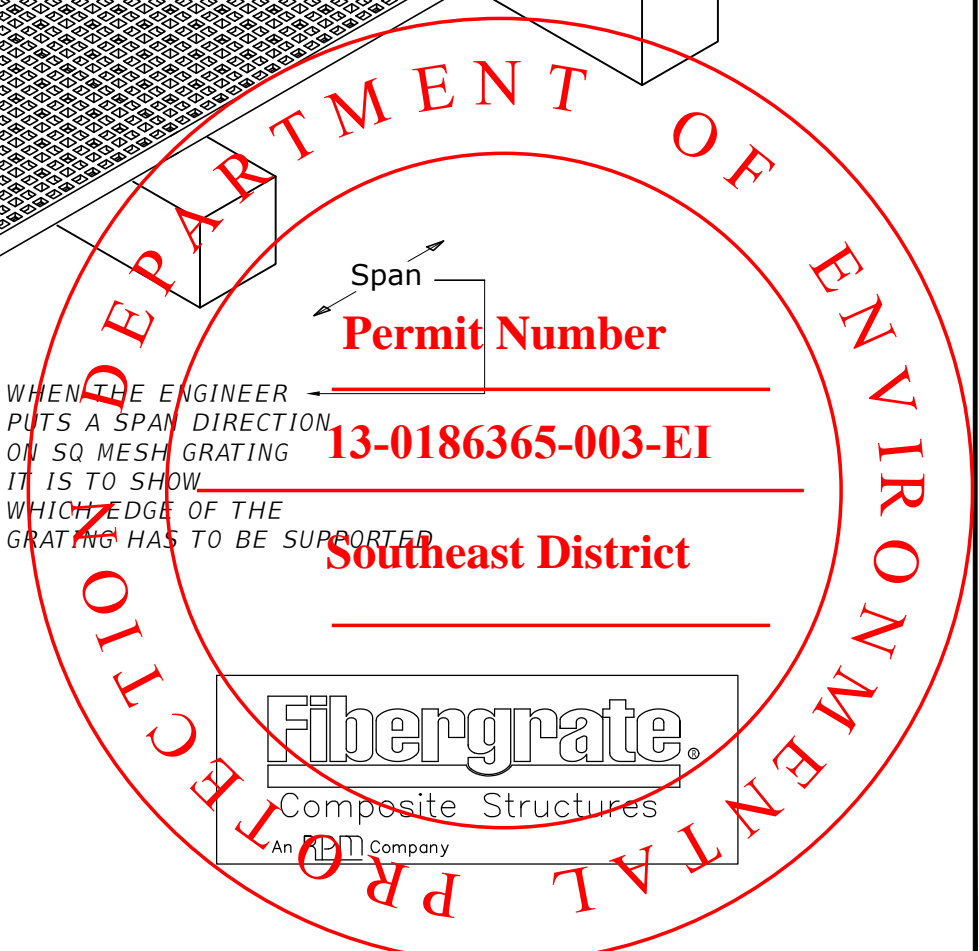 DEPARTMENT OF ENVIRONMENTAL PROTECTION
Span
Permit Number
WHEN THE ENGINEER
PUTS A SPAN DIRECTION
ON SQ MESH GRATING
13-0186365-003-EI
IT IS TO SHOW
WHICH EDGE OF THE
GRATING HAS TO BE SUPPORTED
Southeast District
Fibergrate®
Composite Structures
An RPM Company